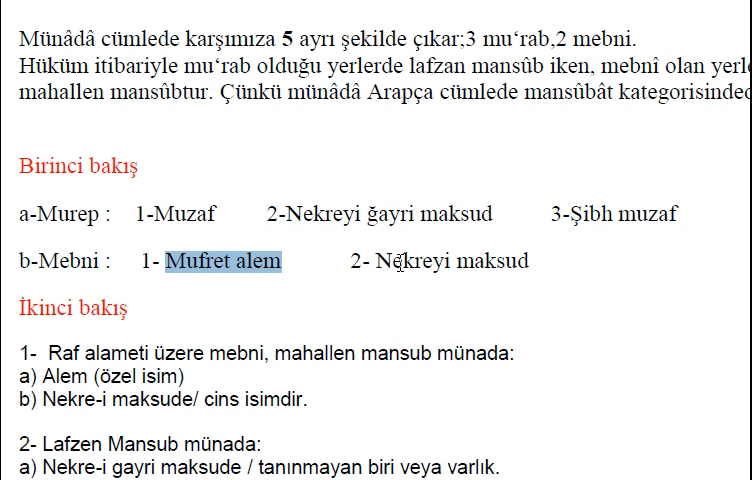 Münâdâ cümlede karşımıza 5 ayrı şekilde çıkar;3 mu‘rab,2 mebni.
Hüküm itibariyle mu‘rab olduğu yerlerde lafzan mansûb iken, mebnî olan yerle
mahallen mansûbtur. Çünkü münâdâ Arapça cümlede mansûbât kategorisinded
Birinci bakış
a-Murep : 1-Muzaf 2-Nekreyi ğayri maksud 3-Şibh muzaf
b-Mebni : 1- Mufret alem 2- Nekreyi maksud
İkinci bakış
1- Raf alameti üzere mebni, mahallen mansub münada:
a) Alem (özel isim)
b) Nekre-i maksude/ cins isimdir.
2- Lafzen Mansub münada:
a) Nekre-i gayri maksude / tanınmayan biri veya varlık.